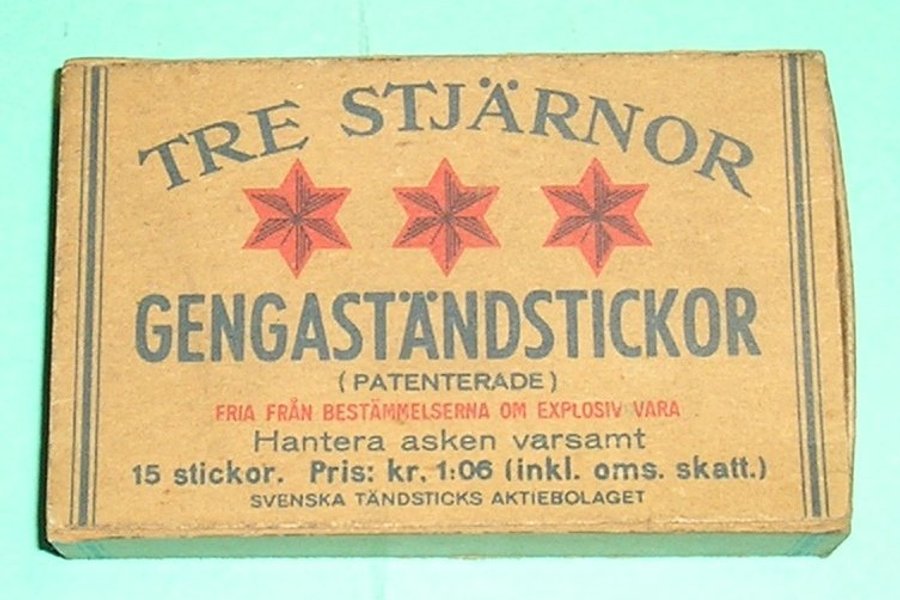 TRE STJÄRNOR
GENGASTÄNDSTICKOR
(PATENTERADE)
FRIA FRÅN BESTÄMMELSERNA OM EXPLOSIV VARA
Hantera asken varsamt
15 stickor. Pris: kr. 1:06 (inkl. oms. skatt.)
SVENSKA TÄNDSTICKS AKTIEBOLAGET